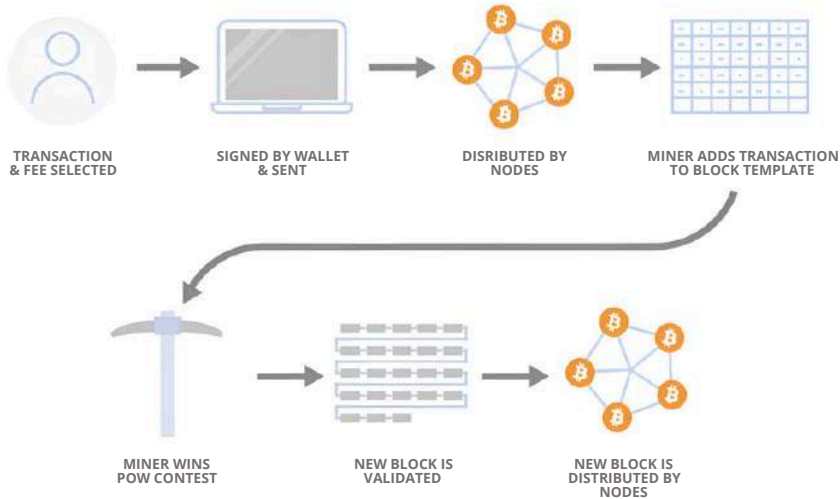 TRANSACTION
& FEE SELECTED
SIGNED BY WALLET
& SENT
DISRIBUTED BY
NODES
MINER ADDS TRANSACTION
TO BLOCK TEMPLATE
MINER WINS
POW CONTEST
NEW BLOCK IS
VALIDATED
NEW BLOCK IS
DISTRIBUTED BY
NODES